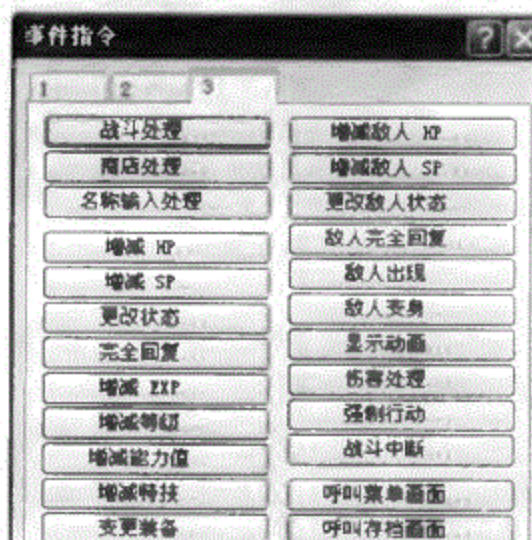 事件指令
1
2
3
战斗处理
商店处理
名称输入处理
增减 HP
增减 SP
更改状态
完全回复
增减 EXP
增减等级
增减能力值
增减特技
变更装备
增减敌人 HP
增减敌人 SP
更改敌人状态
敌人完全回复
敌人出现
敌人变身
显示动画
伤害处理
强制行动
战斗中断
呼叫菜单画面
呼叫存档画面